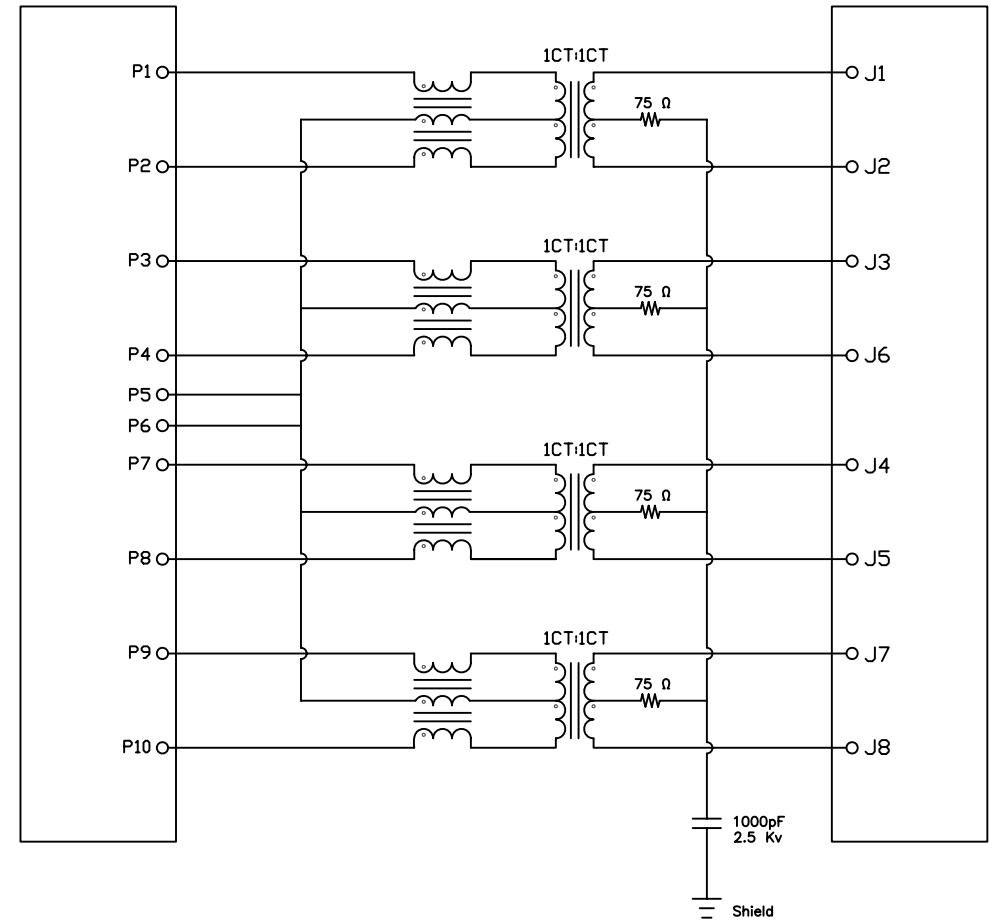 1CT:1CT
P1
J1
75 Ω
P2
J2
1CT:1CT
P3
J3
75 Ω
P4
J6
P5
P6
1CT:1CT
P7
J4
75 Ω
P8
J5
1CT:1CT
P9
J7
75 Ω
P10
J8
1000pF
2.5 Kv
Shield